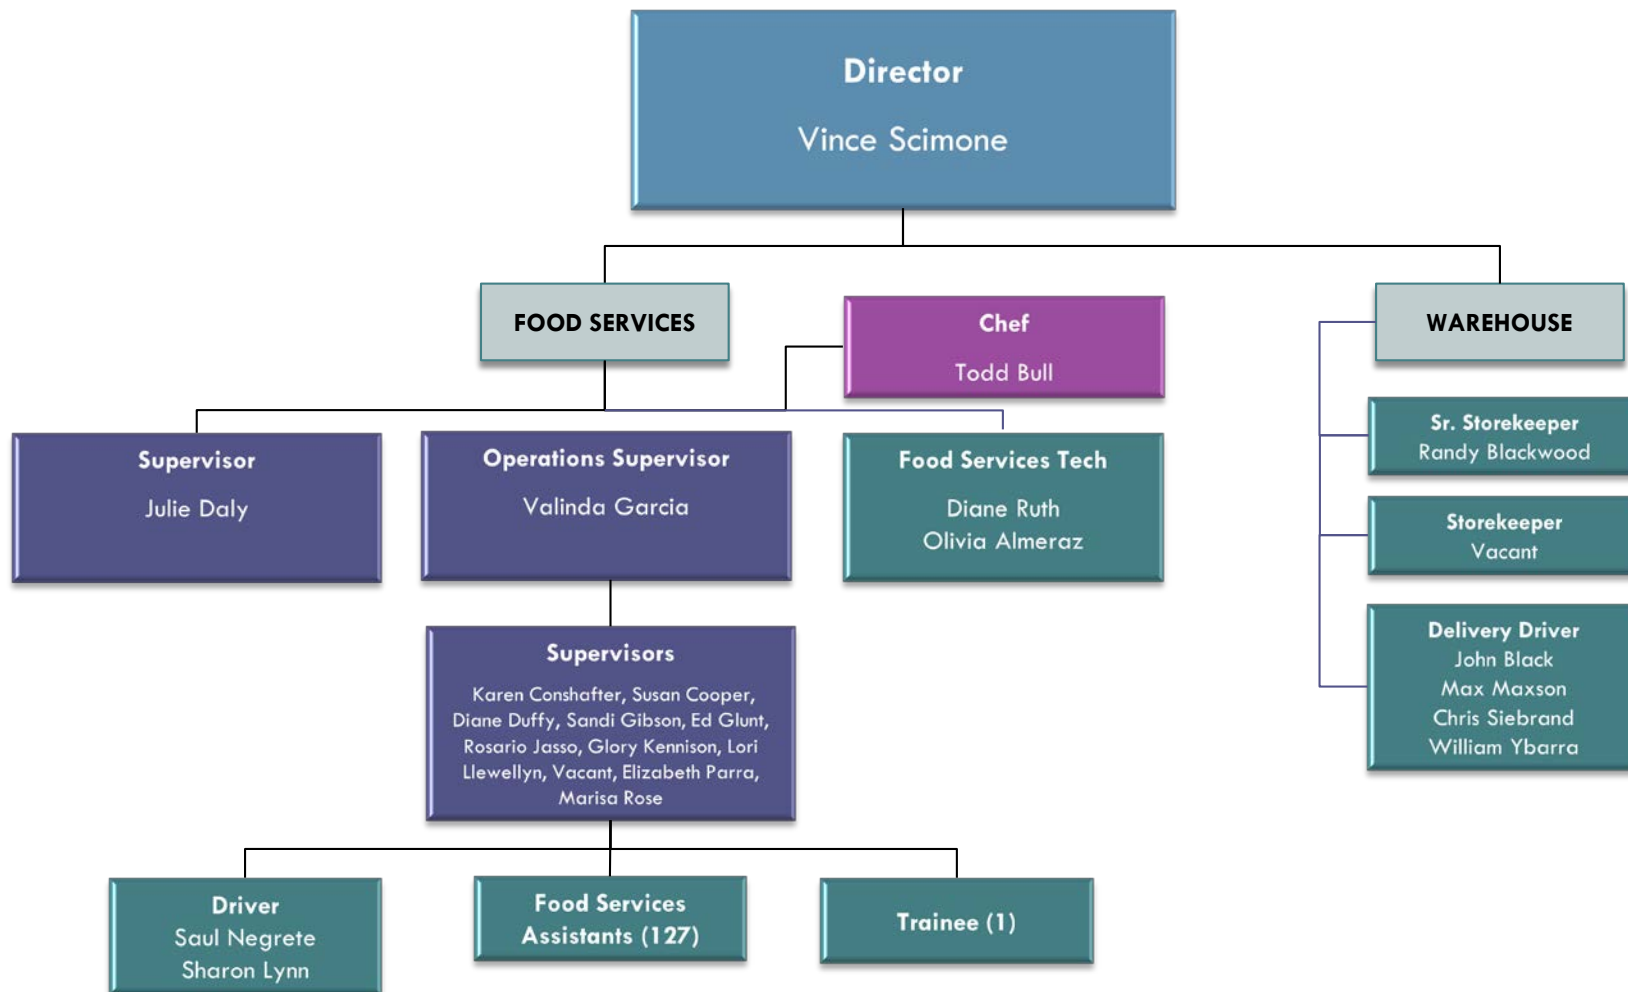 Director
Vince Scimone
FOOD SERVICES
Chef
Todd Bull
WAREHOUSE
Supervisor
Julie Daly
Operations Supervisor
Valinda Garcia
Food Services Tech
Diane Ruth
Olivia Almeraz
Sr. Storekeeper
Randy Blackwood
Storekeeper
Vacant
Delivery Driver
John Black
Max Maxson
Chris Siebrand
William Ybarra
Supervisors
Karen Conshafter, Susan Cooper,
Diane Duffy, Sandi Gibson, Ed Glunt,
Rosario Jasso, Glory Kennison, Lori
Llewellyn, Vacant, Elizabeth Parra,
Marisa Rose
Driver
Saul Negrete
Sharon Lynn
Food Services
Assistants (127)
Trainee (1)